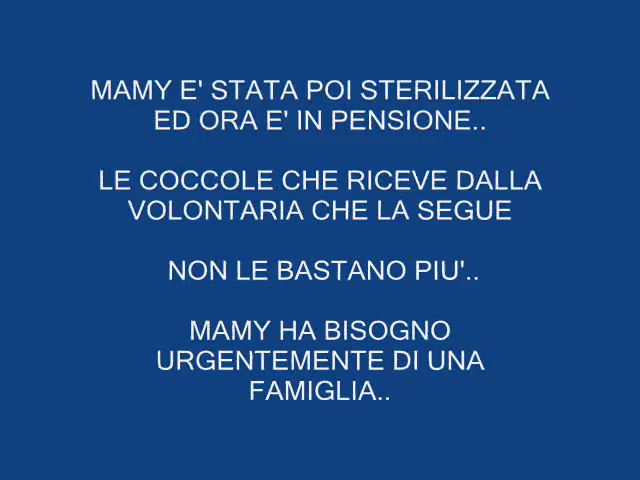 MAMY E' STATA POI STERILIZZATA
ED ORA E' IN PENSIONE..
LE COCCOLE CHE RICEVE DALLA
VOLONTARIA CHE LA SEGUE
NON LE BASTANO PIU'..
MAMY HA BISOGNO
URGENTEMENTE DI UNA
FAMIGLIA..